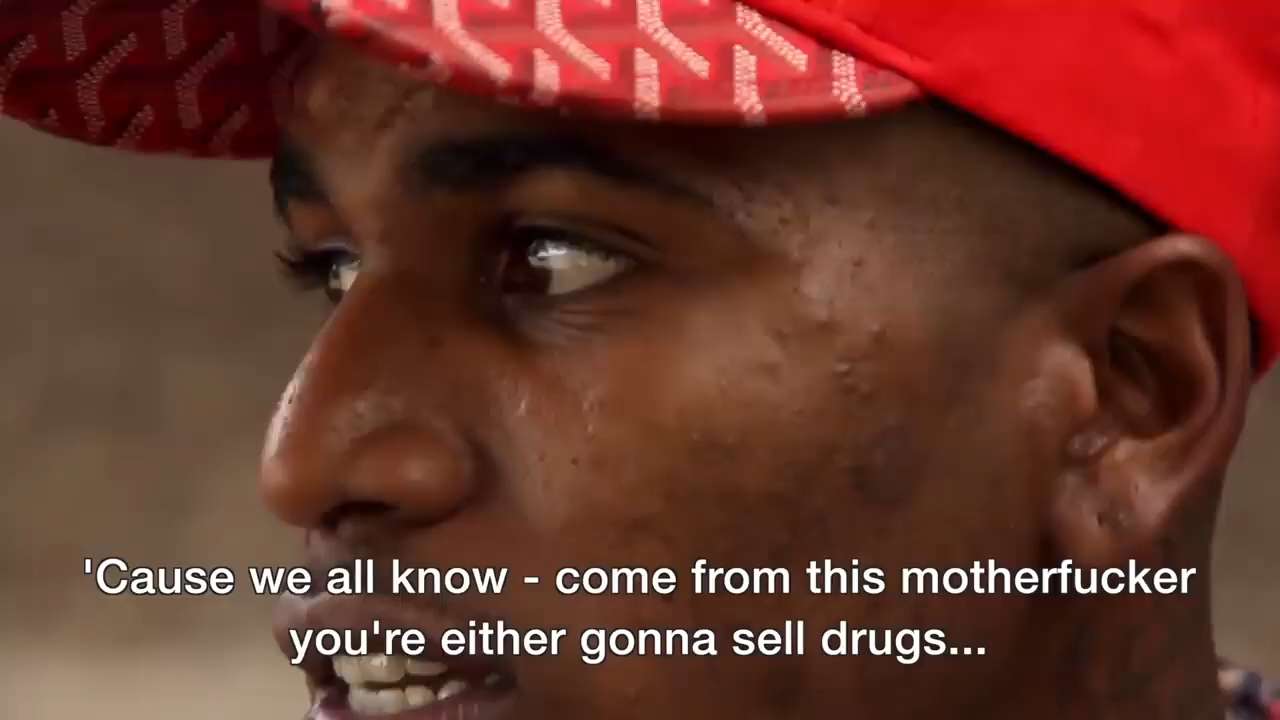 'Cause we all know - come from this motherfucker
you're either gonna sell drugs...